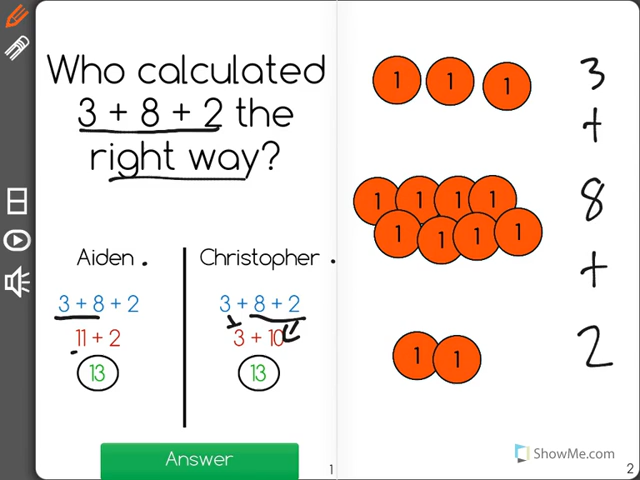 Who calculated
3 + 8 + 2 the
right way?
Aiden
3 + 8 + 2
11 + 2
13
Christopher
3 + 8 + 2
3 + 10
13
Answer
1
1 1 1
3
+
1 1 1 1
1 1 1 1
8
+
1 1
2
ShowMe.com
2